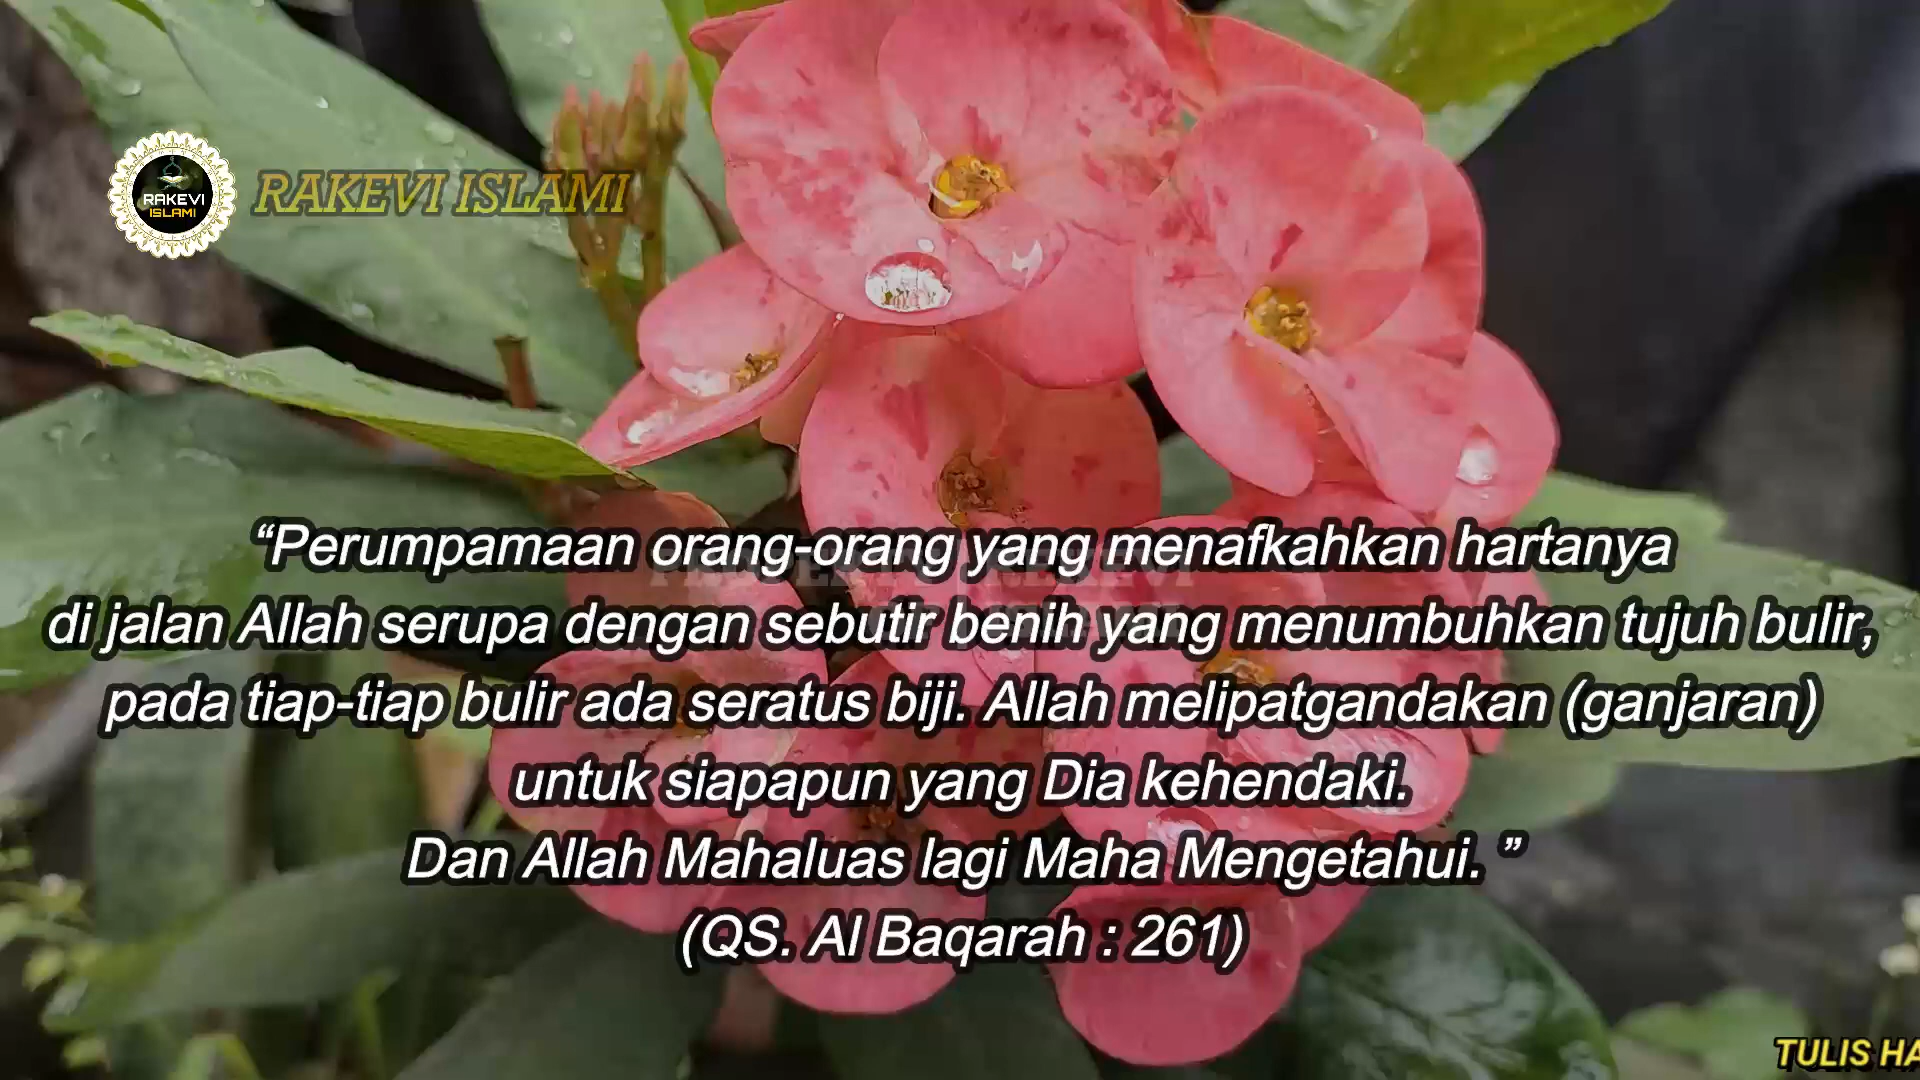 RAKEVI
ISLAMI
RAKEVI ISLAMI
“Perumpamaan orang-orang yang menafkahkan hartanya
di jalan Allah serupa dengan sebutir benih yang menumbuhkan tujuh bulir,
pada tiap-tiap bulir ada seratus biji. Allah melipatgandakan (ganjaran)
untuk siapapun yang Dia kehendaki.
Dan Allah Mahaluas lagi Maha Mengetahui. ”
(QS. Al Baqarah : 261)
TULIS